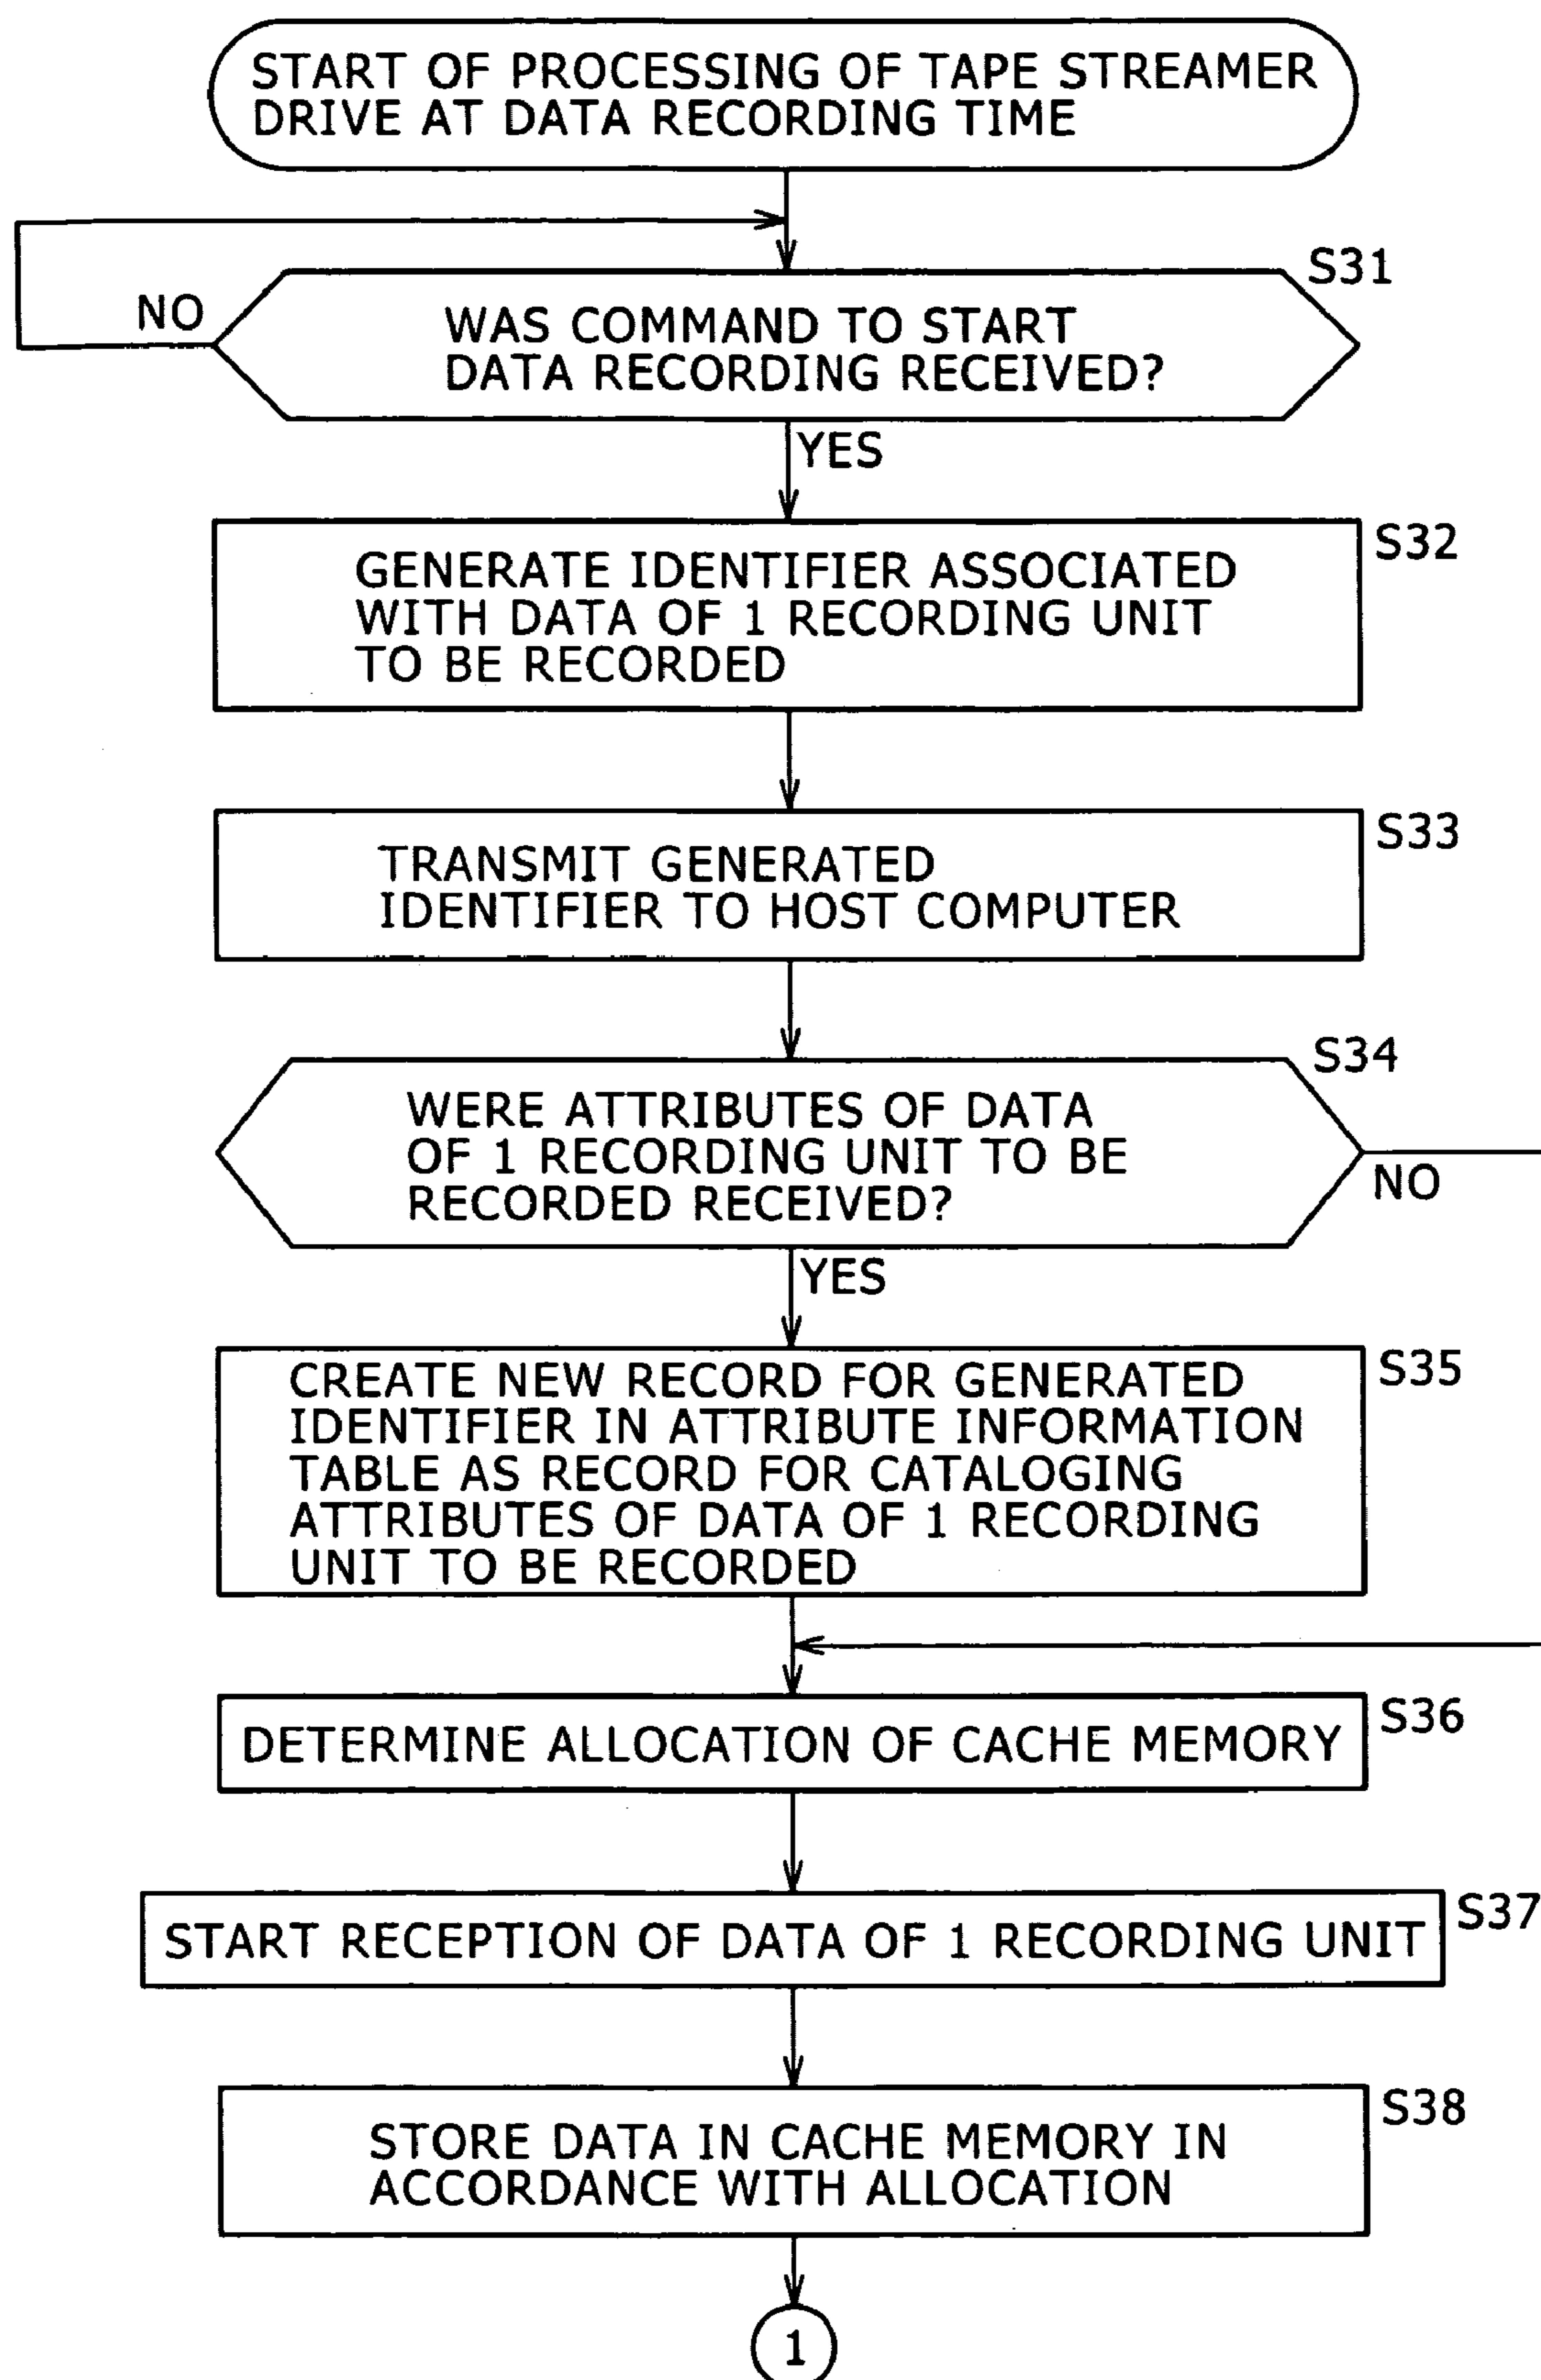 START OF PROCESSING OF TAPE STREAMER
DRIVE AT DATA RECORDING TIME
S31
NO
WAS COMMAND TO START
DATA RECORDING RECEIVED?
YES
S32
GENERATE IDENTIFIER ASSOCIATED
WITH DATA OF 1 RECORDING UNIT
TO BE RECORDED
S33
TRANSMIT GENERATED
IDENTIFIER TO HOST COMPUTER
S34
WERE ATTRIBUTES OF DATA
OF 1 RECORDING UNIT TO BE
RECORDED RECEIVED?
NO
YES
S35
CREATE NEW RECORD FOR GENERATED
IDENTIFIER IN ATTRIBUTE INFORMATION
TABLE AS RECORD FOR CATALOGING
ATTRIBUTES OF DATA OF 1 RECORDING
UNIT TO BE RECORDED
S36
DETERMINE ALLOCATION OF CACHE MEMORY
S37
START RECEPTION OF DATA OF 1 RECORDING UNIT
S38
STORE DATA IN CACHE MEMORY IN
ACCORDANCE WITH ALLOCATION
1